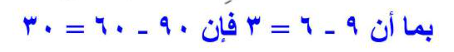 بما أن ٩ - ٦ = ٣ فإن ٩٠ - ٦٠ = ٣٠